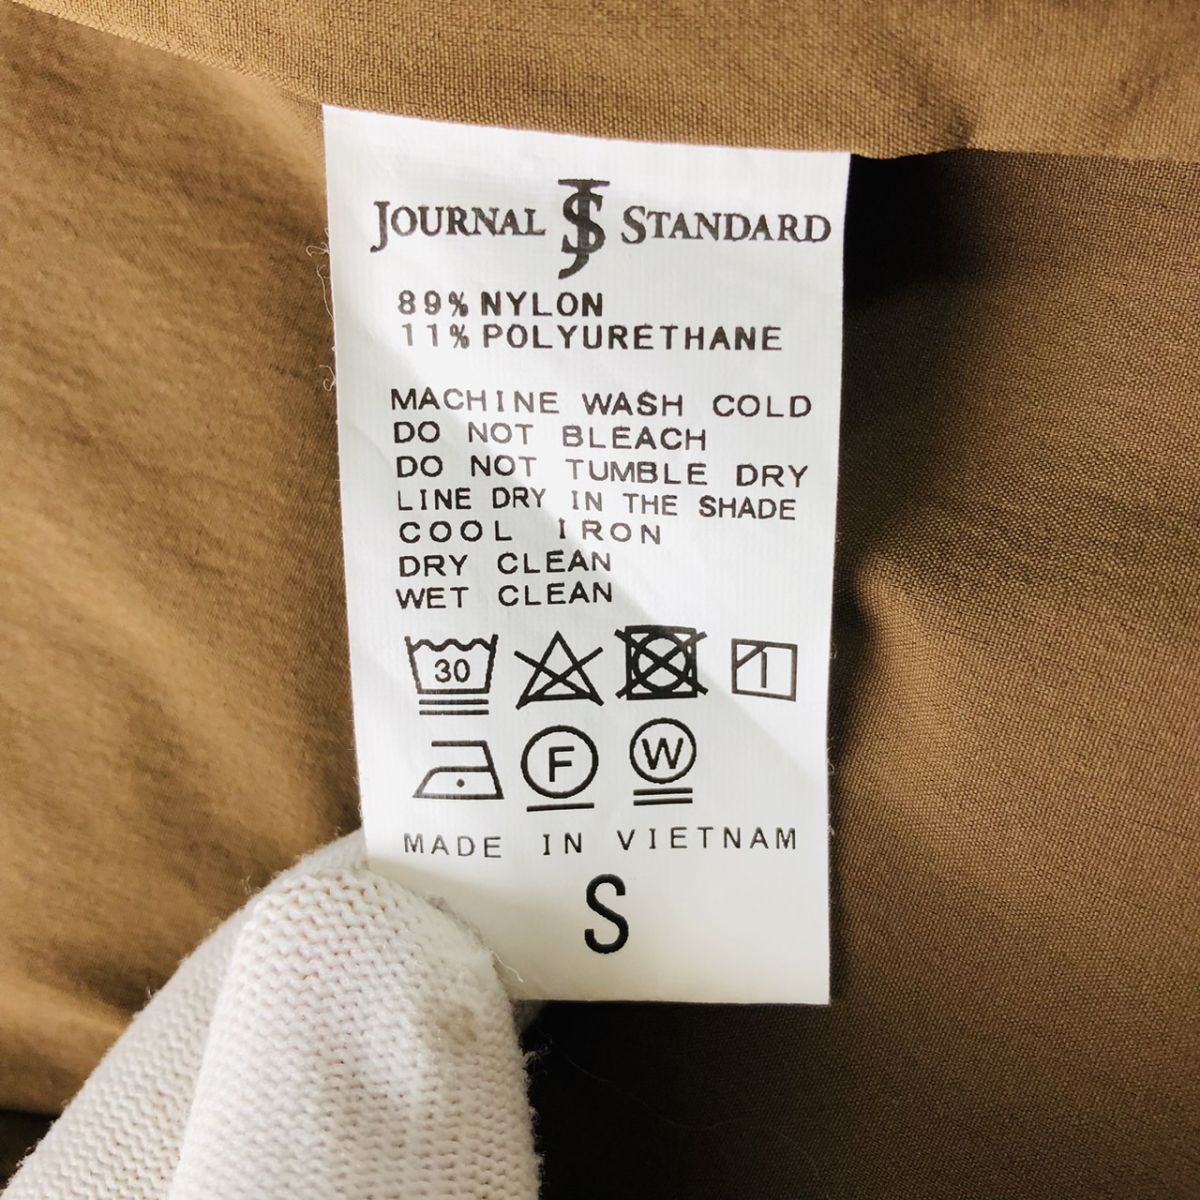 JOURNAL JS STANDARD
89% NYLON
11% POLYURETHANE
MACHINE WASH COLD
DO NOT BLEACH
DO NOT TUMBLE DRY
LINE DRY IN THE SHADE
COOL IRON
DRY CLEAN
WET CLEAN
30
F W
MADE IN VIETNAM
S